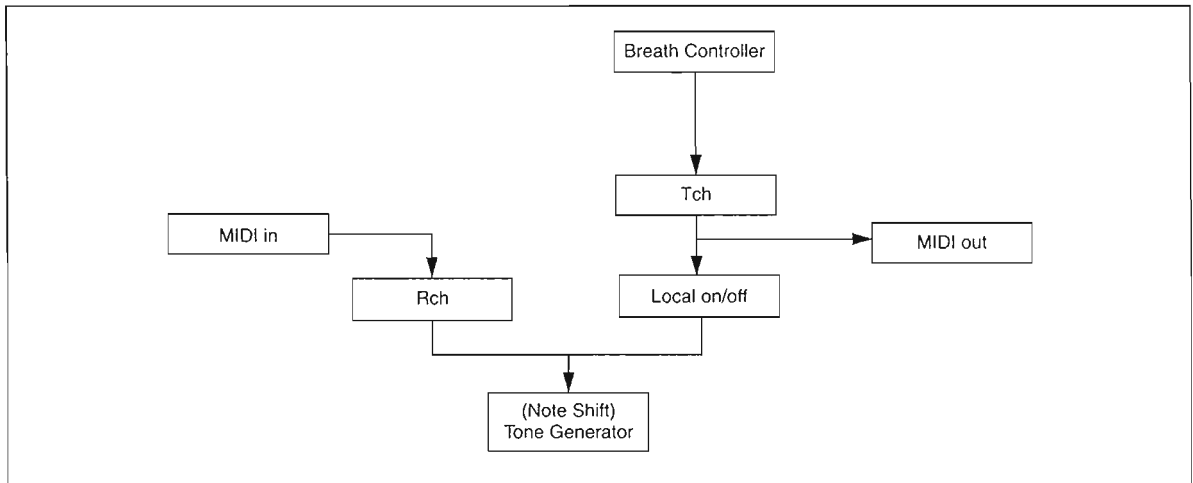 Breath Controller
Tch
MIDI in
MIDI out
Rch
Local on/off
(Note Shift)
Tone Generator